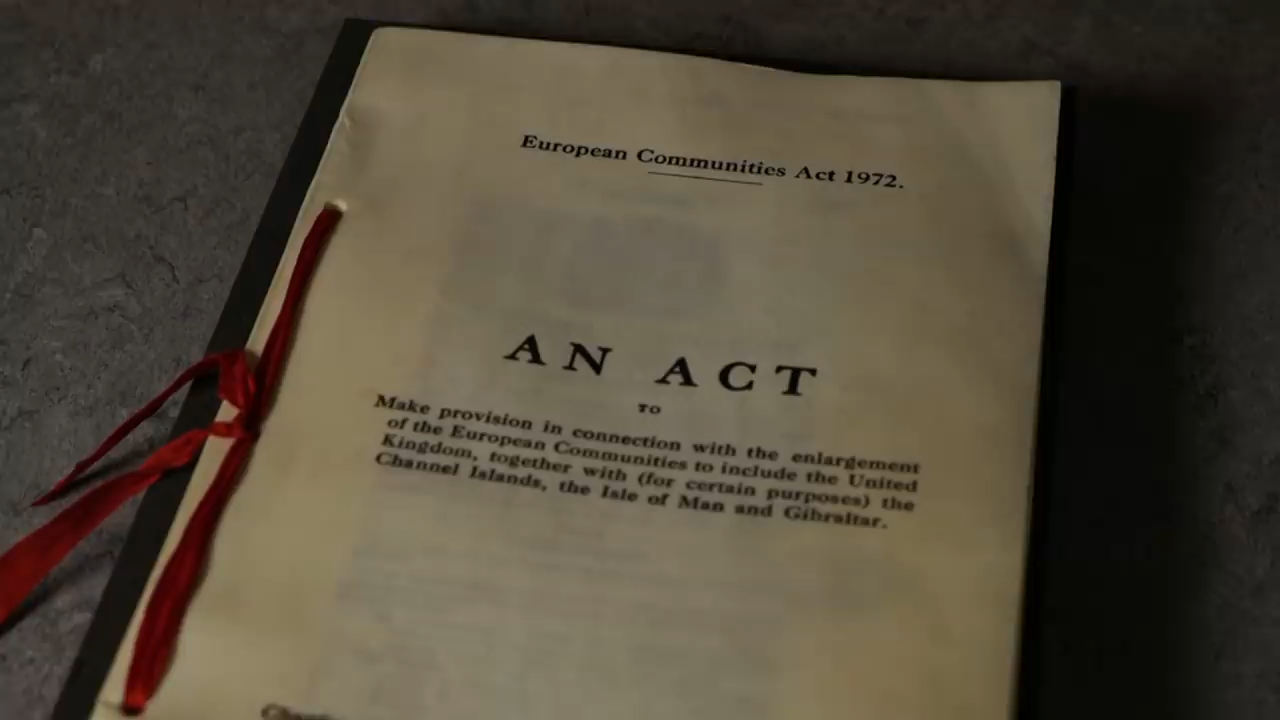 European Communities Act 1972.
AN ACT
TO
Make provision in connection with the enlargement
of the European Communities to include the United
Kingdom, together with (for certain purposes) the
Channel Islands, the Isle of Man and Gibraltar.